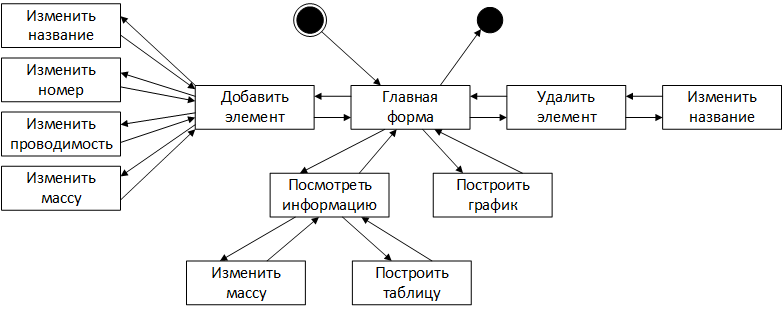 Изменить
название
Изменить
номер
Изменить
проводимость
Изменить
массу
Добавить
элемент
Главная
форма
Удалить
элемент
Изменить
название
Посмотреть
информацию
Построить
график
Изменить
массу
Построить
таблицу